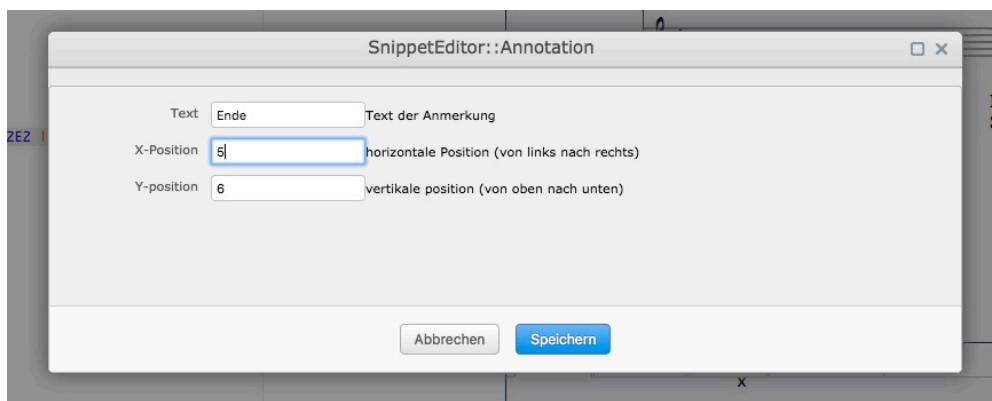 SnippetEditor::Annotation
Text Ende Text der Anmerkung
2E2
X-Position 5 horizontale Position (von links nach rechts)
Y-position 6 vertikale position (von oben nach unten)
Abbrechen Speichern
x